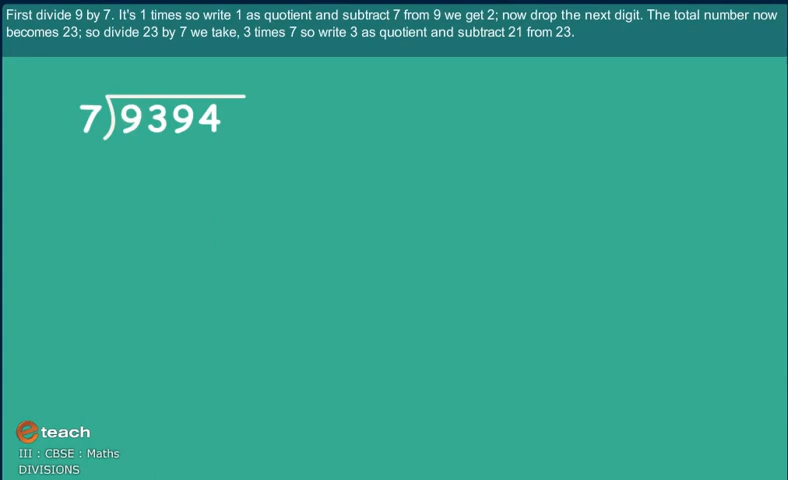 First divide 9 by 7. It's 1 times so write 1 as quotient and subtract 7 from 9 we get 2; now drop the next digit. The total number now
becomes 23; so divide 23 by 7 we take, 3 times 7 so write 3 as quotient and subtract 21 from 23.
7)9394
eteach
III : CBSE : Maths
DIVISIONS